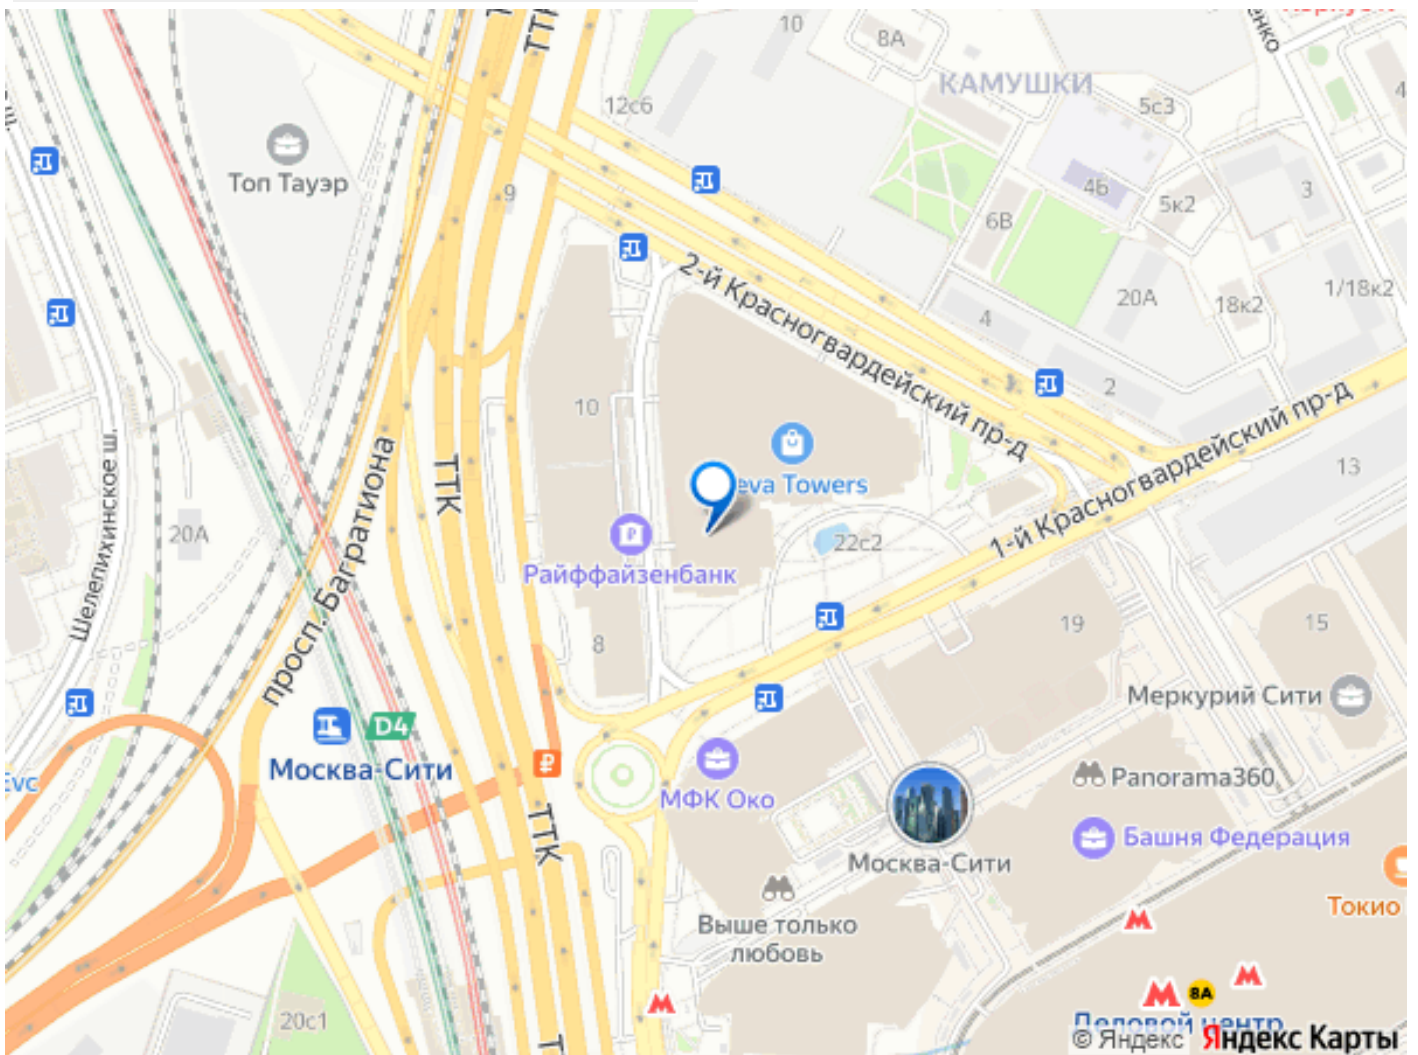 10
8А
КАМУШКИ
12с6
5с3
ТТК
Топ Тауэр
9
4Б
5к2
3
6В
2-й Красногвардейский пр-д
20А
18к2
1/18к2
4
2
10
eva Towers
1-й Красногвардейский пр-д
13
Шелепихинское ш.
просп. Багратиона
ТТК
20А
22с2
Райффайзенбанк
8
19
15
Меркурий Сити
D4
Москва-Сити
МФК Око
Panorama360
Башня Федерация
ТТК
Москва-Сити
Токио
Выше только
любовь
20с1
8А
Деловой центр
© Яндекс Яндекс Карты